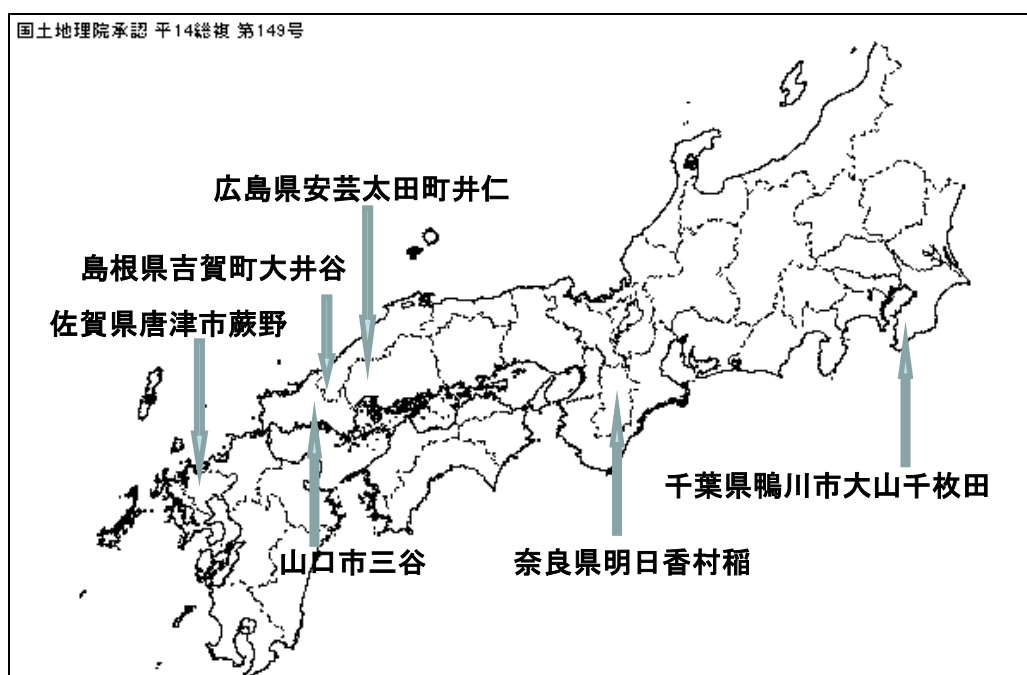 国土地理院承認 平14総複 第149号
広島県安芸太田町井仁
島根県吉賀町大井谷
佐賀県唐津市蕨野
千葉県鴨川市大山千枚田
山口市三谷
奈良県明日香村稲